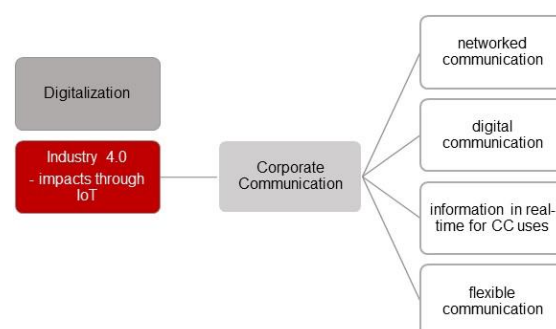 Digitalization
Industry 4.0
- impacts through
IoT
Corporate
Communication
networked
communication
digital
communication
information in real-
time for CC uses
flexible
communication